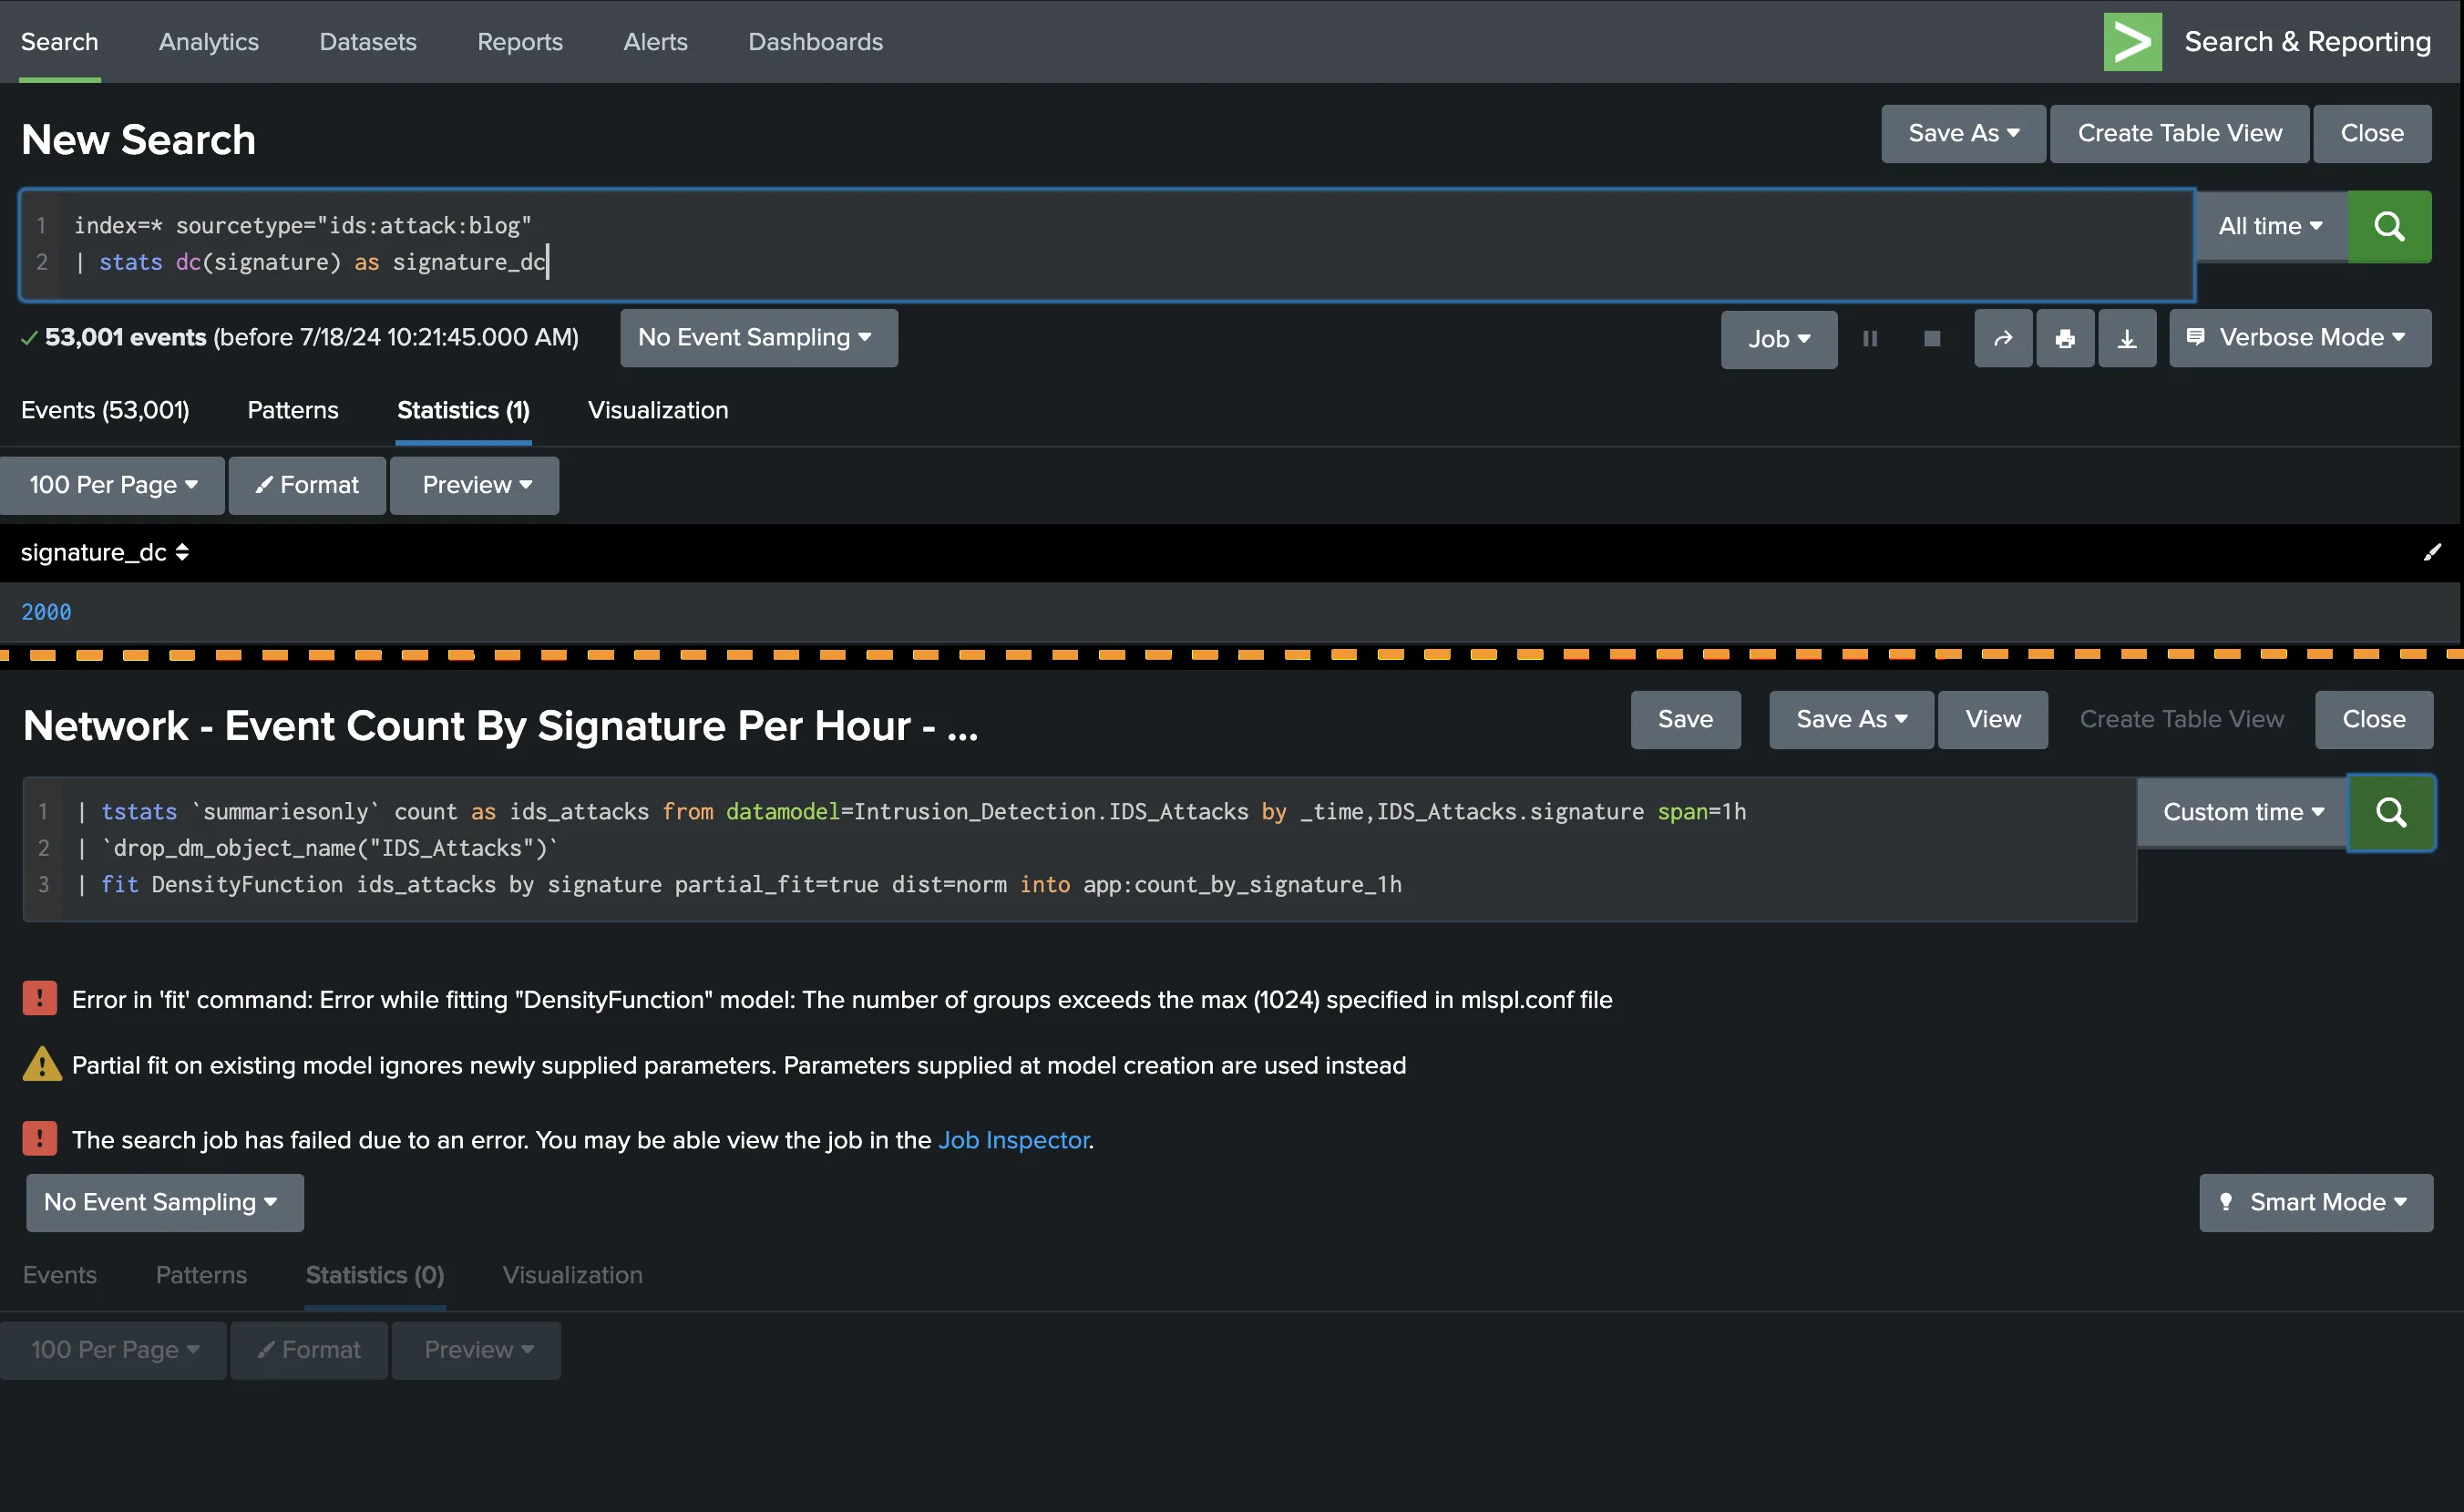 Search Analytics Datasets Reports Alerts Dashboards > Search & Reporting
New Search Save As Create Table View Close
1 index=* sourcetype="ids:attack:blog" All time
2 | stats dc(signature) as signature_dc
53,001 events (before 7/18/24 10:21:45.000 AM) No Event Sampling Job Verbose Mode
Events (53,001) Patterns Statistics (1) Visualization
100 Per Page Format Preview
signature_dc
2000
Network - Event Count By Signature Per Hour - ... Save Save As View Create Table View Close
1 | tstats `summariesonly` count as ids_attacks from datamodel=Intrusion_Detection.IDS_Attacks by _time,IDS_Attacks.signature span=1h Custom time
2 | `drop_dm_object_name("IDS_Attacks")`
3 | fit DensityFunction ids_attacks by signature partial_fit=true dist=norm into app:count_by_signature_1h
! Error in 'fit' command: Error while fitting "DensityFunction" model: The number of groups exceeds the max (1024) specified in mlspl.conf file
! Partial fit on existing model ignores newly supplied parameters. Parameters supplied at model creation are used instead
! The search job has failed due to an error. You may be able view the job in the Job Inspector.
No Event Sampling Smart Mode
Events Patterns Statistics (0) Visualization
100 Per Page Format Preview